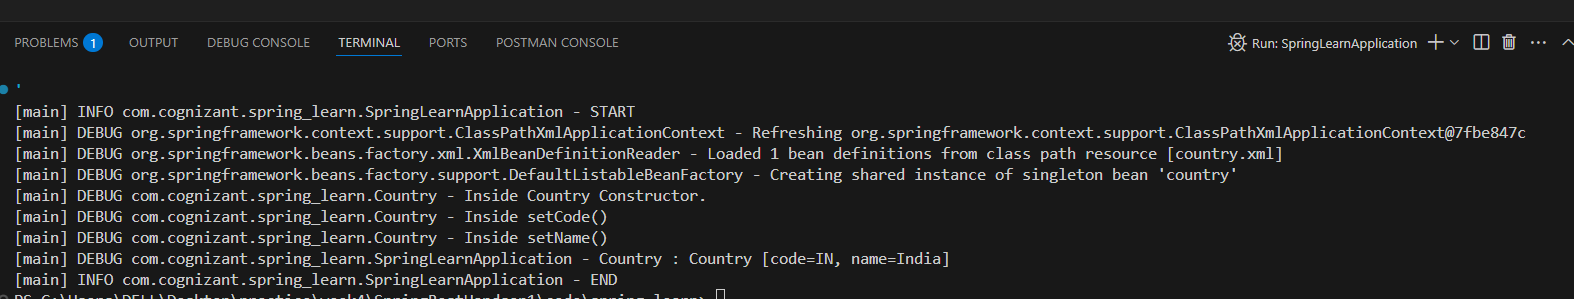 PROBLEMS 1 OUTPUT DEBUG CONSOLE TERMINAL PORTS POSTMAN CONSOLE Run: SpringLearnApplication
'
[main] INFO com.cognizant.spring_learn.SpringLearnApplication - START
[main] DEBUG org.springframework.context.support.ClassPathXmlApplicationContext - Refreshing org.springframework.context.support.ClassPathXmlApplicationContext@7fbe847c
[main] DEBUG org.springframework.beans.factory.xml.XmlBeanDefinitionReader - Loaded 1 bean definitions from class path resource [country.xml]
[main] DEBUG org.springframework.beans.factory.support.DefaultListableBeanFactory - Creating shared instance of singleton bean 'country'
[main] DEBUG com.cognizant.spring_learn.Country - Inside Country Constructor.
[main] DEBUG com.cognizant.spring_learn.Country - Inside setCode()
[main] DEBUG com.cognizant.spring_learn.Country - Inside setName()
[main] DEBUG com.cognizant.spring_learn.SpringLearnApplication - Country : Country [code=IN, name=India]
[main] INFO com.cognizant.spring_learn.SpringLearnApplication - END